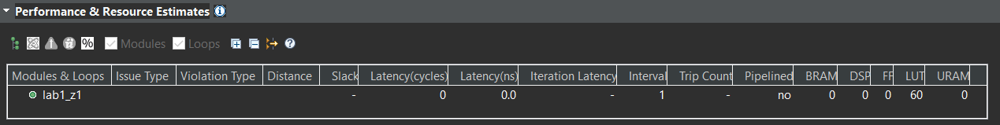 Performance & Resource Estimates
% Modules Loops
Modules & Loops Issue Type Violation Type Distance Slack Latency(cycles) Latency(ns) Iteration Latency Interval Trip Count Pipelined BRAM DSP FF LUT URAM
lab1_z1 - 0 0.0 - 1 - no 0 0 0 60 0